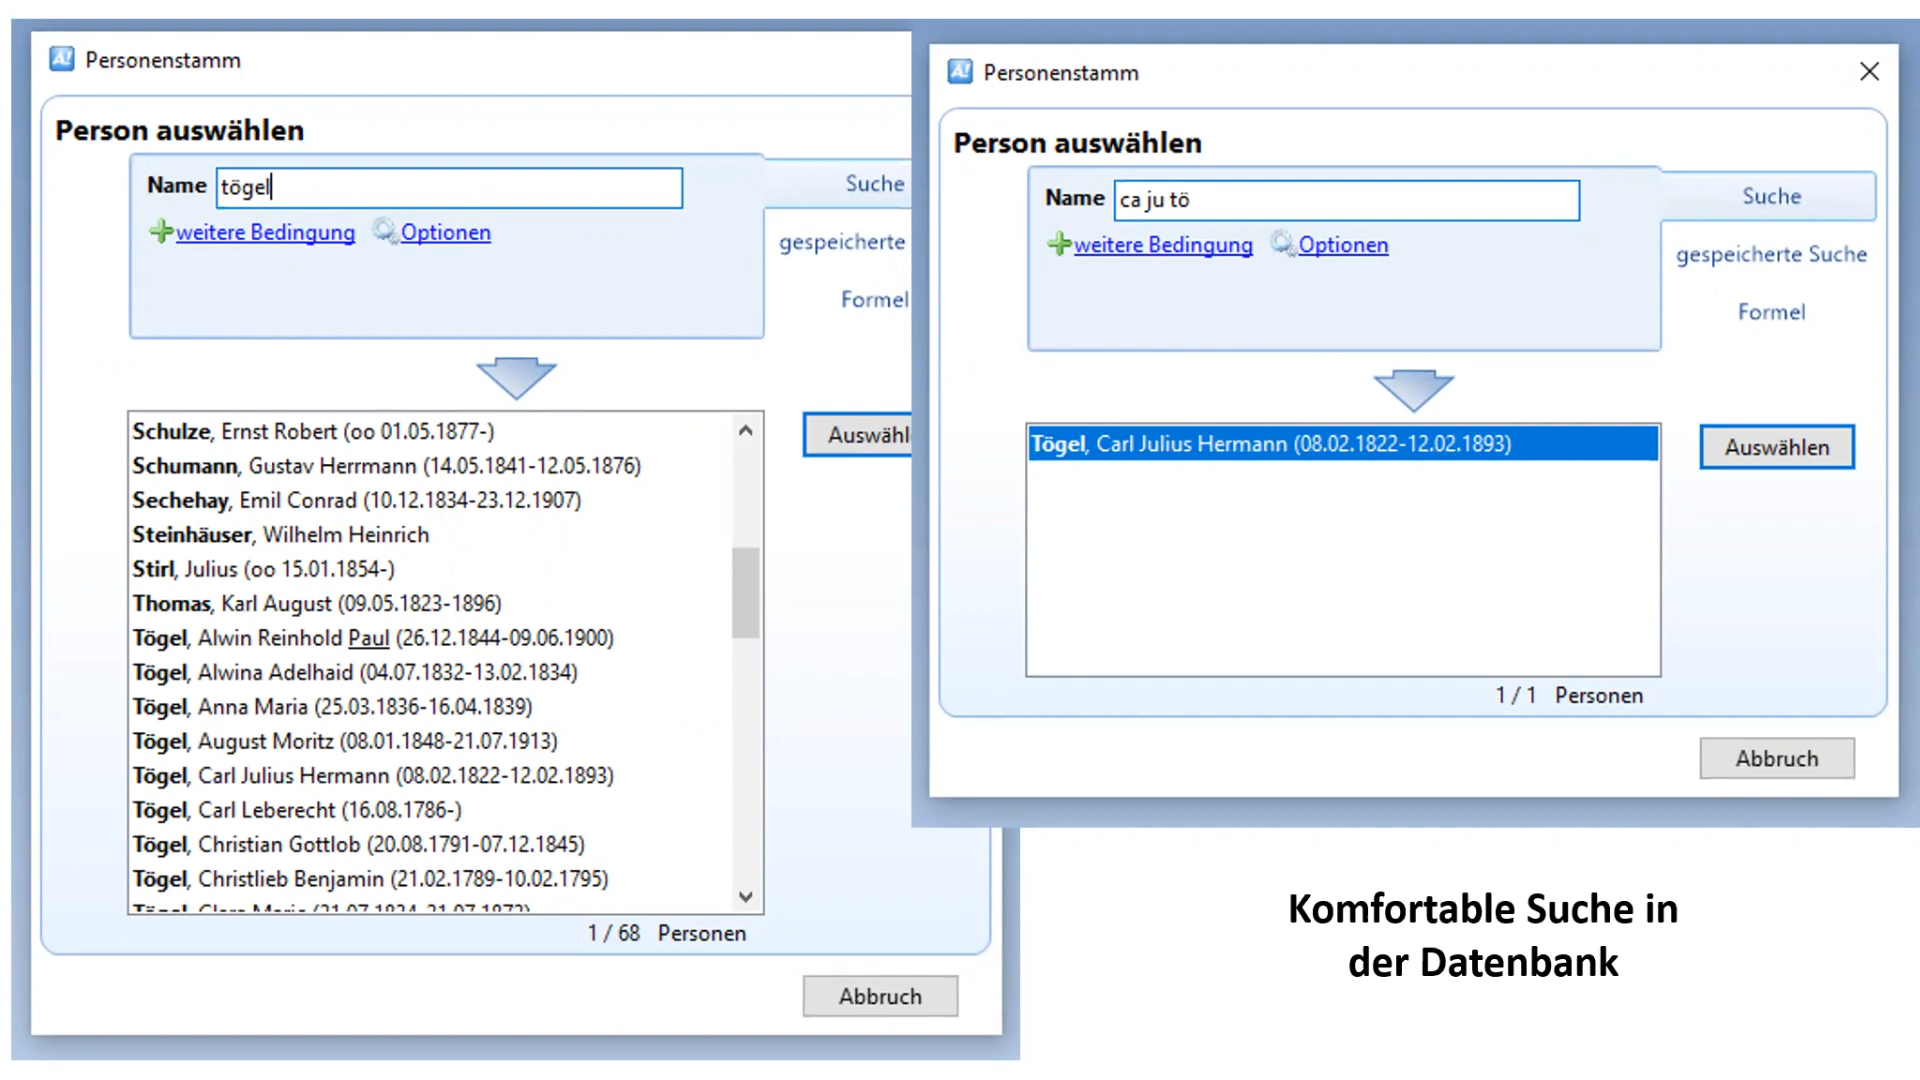 Personenstamm
Person auswählen
Name tögel
weitere Bedingung Optionen
Suche
gespeicherte
Formel
Schulze, Ernst Robert (oo 01.05.1877-)
Schumann, Gustav Herrmann (14.05.1841-12.05.1876)
Sechehay, Emil Conrad (10.12.1834-23.12.1907)
Steinhäuser, Wilhelm Heinrich
Stirl, Julius (oo 15.01.1854-)
Thomas, Karl August (09.05.1823-1896)
Tögel, Alwin Reinhold Paul (26.12.1844-09.06.1900)
Tögel, Alwina Adelhaid (04.07.1832-13.02.1834)
Tögel, Anna Maria (25.03.1836-16.04.1839)
Tögel, August Moritz (08.01.1848-21.07.1913)
Tögel, Carl Julius Hermann (08.02.1822-12.02.1893)
Tögel, Carl Leberecht (16.08.1786-)
Tögel, Christian Gottlob (20.08.1791-07.12.1845)
Tögel, Christlieb Benjamin (21.02.1789-10.02.1795)
1 / 68 Personen
Auswähl
Abbruch
Personenstamm
Person auswählen
Name ca ju tö
weitere Bedingung Optionen
Suche
gespeicherte Suche
Formel
Tögel, Carl Julius Hermann (08.02.1822-12.02.1893)
Auswählen
1 / 1 Personen
Abbruch
Komfortable Suche in
der Datenbank